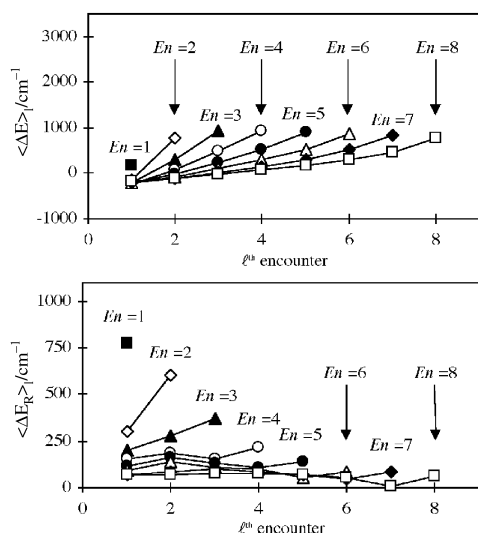 3000
2000
1000
0
-1000
<ΔE>ₗ/cm⁻¹
En =2
En =4
En =6
En =8
En =3
En =5
En =7
En =1
0
2
4
6
8
ℓᵗʰ encounter
1000
750
500
250
0
<ΔE_R>ₗ/cm⁻¹
En =1
En =2
En =3
En =4
En =5
En =6
En =7
En =8
0
2
4
6
8
ℓᵗʰ encounter